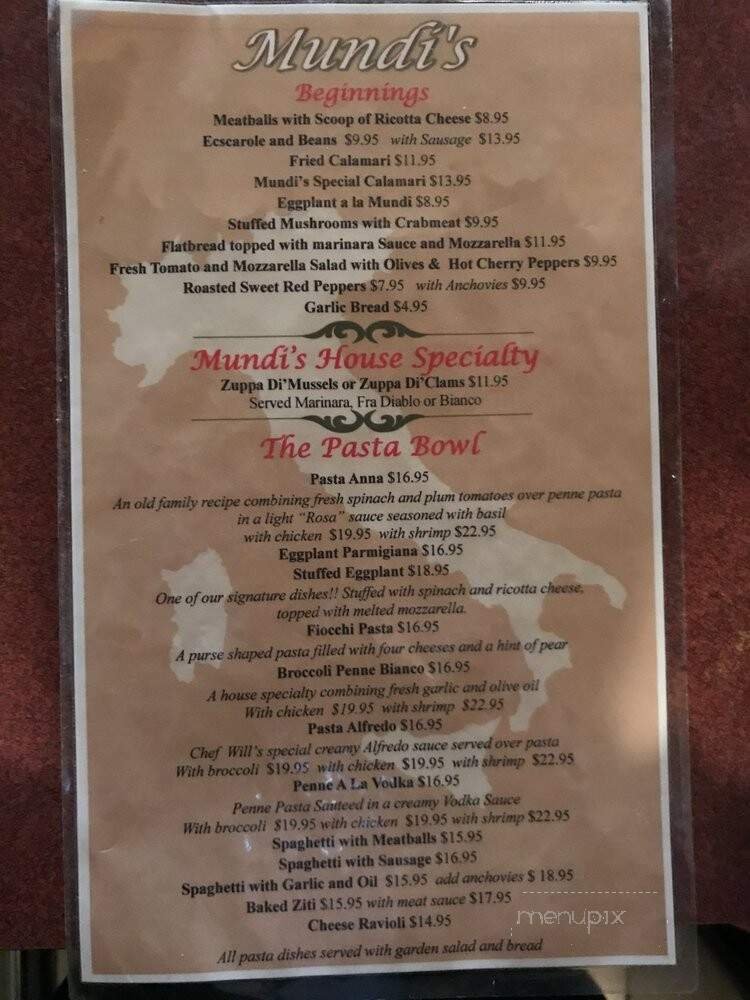 Mundi's
Beginnings
Meatballs with Scoop of Ricotta Cheese $8.95
Ecscarole and Beans $9.95 with Sausage $13.95
Fried Calamari $11.95
Mundi's Special Calamari $13.95
Eggplant a la Mundi $8.95
Stuffed Mushrooms with Crabmeat $9.95
Flatbread topped with marinara Sauce and Mozzarella $11.95
Fresh Tomato and Mozzarella Salad with Olives & Hot Cherry Peppers $9.95
Roasted Sweet Red Peppers $7.95 with Anchovies $9.95
Garlic Bread $4.95
Mundi's House Specialty
Zuppa Di'Mussels or Zuppa Di'Clams $11.95
Served Marinara, Fra Diablo or Bianco
The Pasta Bowl
Pasta Anna $16.95
An old family recipe combining fresh spinach and plum tomatoes over penne pasta
in a light "Rosa" sauce seasoned with basil
with chicken $19.95 with shrimp $22.95
Eggplant Parmigiana $16.95
Stuffed Eggplant $18.95
One of our signature dishes!! Stuffed with spinach and ricotta cheese,
topped with melted mozzarella.
Fiocchi Pasta $16.95
A purse shaped pasta filled with four cheeses and a hint of pear
Broccoli Penne Bianco $16.95
A house specialty combining fresh garlic and olive oil
With chicken $19.95 with shrimp $22.95
Pasta Alfredo $16.95
Chef Will's special creamy Alfredo sauce served over pasta
With broccoli $19.95 with chicken $19.95 with shrimp $22.95
Penne A La Vodka $16.95
Penne Pasta Sauteed in a creamy Vodka Sauce
With broccoli $19.95 with chicken $19.95 with shrimp $22.95
Spaghetti with Meatballs $15.95
Spaghetti with Sausage $16.95
Spaghetti with Garlic and Oil $15.95 add anchovies $ 18.95
Baked Ziti $15.95 with meat sauce $17.95
Cheese Ravioli $14.95
All pasta dishes served with garden salad and bread
menupix